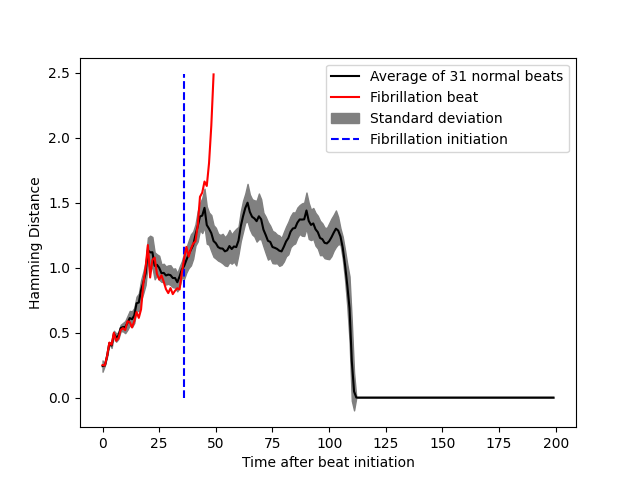 2.5
2.0
1.5
1.0
0.5
0.0
Hamming Distance
Average of 31 normal beats
Fibrillation beat
Standard deviation
Fibrillation initiation
0 25 50 75 100 125 150 175 200
Time after beat initiation